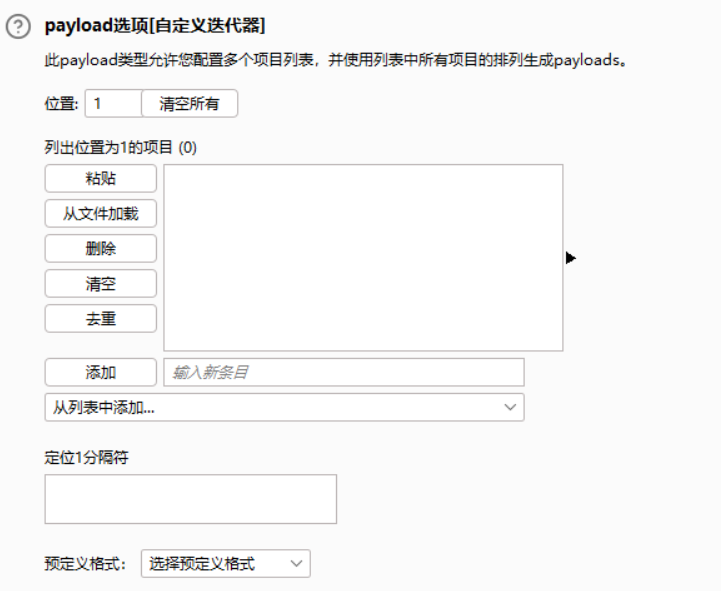 payload选项[自定义迭代器]
此payload类型允许您配置多个项目列表，并使用列表中所有项目的排列生成payloads。
位置: 1 清空所有
列出位置为1的项目 (0)
粘贴
从文件加载
删除
清空
去重
添加 输入新条目
从列表中添加...
定位1分隔符
预定义格式： 选择预定义格式